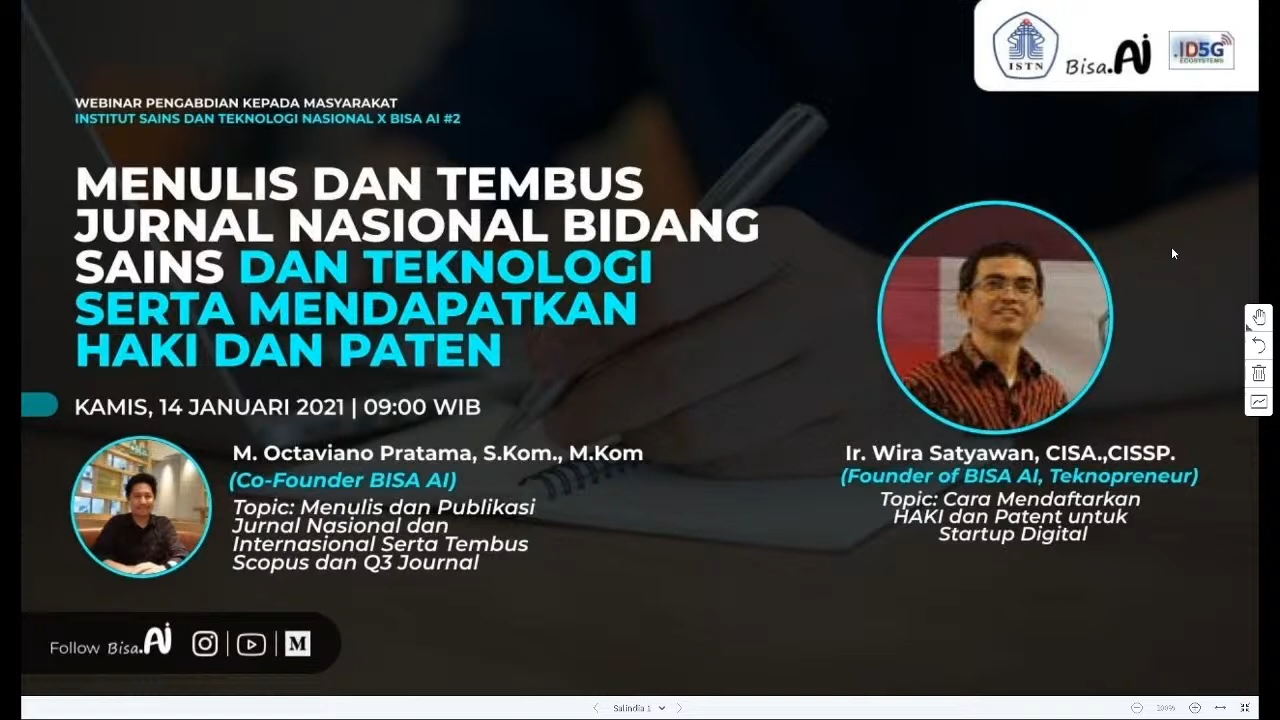 ISTN
Bisa.AI
.ID5G
ECOSYSTEMS
WEBINAR PENGABDIAN KEPADA MASYARAKAT
INSTITUT SAINS DAN TEKNOLOGI NASIONAL X BISA AI #2
MENULIS DAN TEMBUS
JURNAL NASIONAL BIDANG
SAINS DAN TEKNOLOGI
SERTA MENDAPATKAN
HAKI DAN PATEN
KAMIS, 14 JANUARI 2021 | 09:00 WIB
M. Octaviano Pratama, S.Kom., M.Kom
(Co-Founder BISA AI)
Topic: Menulis dan Publikasi
Jurnal Nasional dan
Internasional Serta Tembus
Scopus dan Q3 Journal
Ir. Wira Satyawan, CISA.,CISSP.
(Founder of BISA AI, Teknopreneur)
Topic: Cara Mendaftarkan
HAKI dan Patent untuk
Startup Digital
Follow Bisa.AI
M
Salindia 1
100%